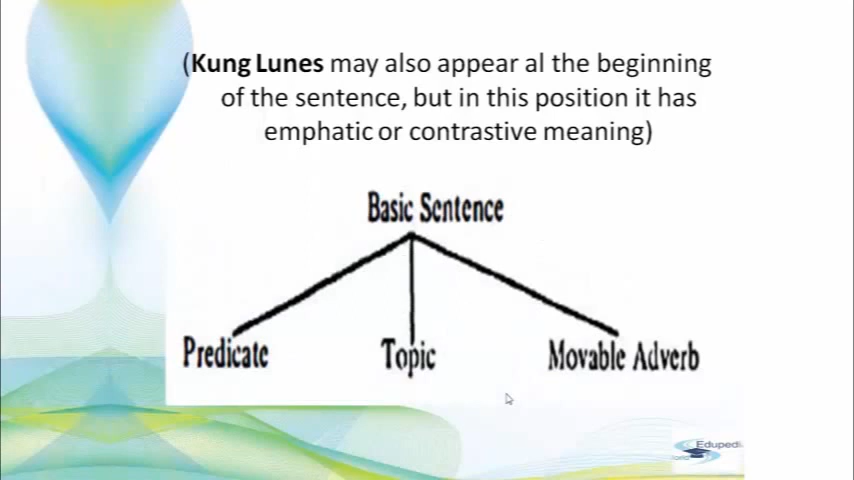 (Kung Lunes may also appear al the beginning
of the sentence, but in this position it has
emphatic or contrastive meaning)
Basic Sentence
Predicate Topic Movable Adverb
Edupedi